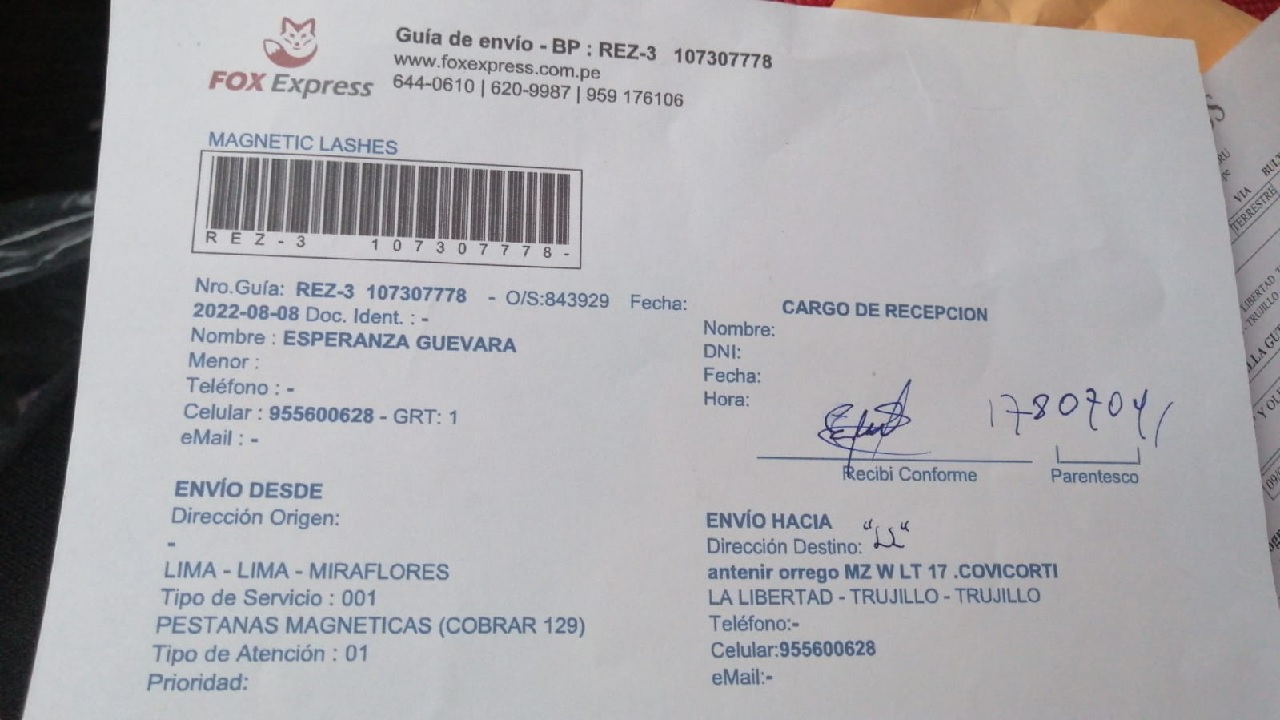 FOX Express
Guía de envío - BP : REZ-3 107307778
www.foxexpress.com.pe
644-0610 | 620-9987 | 959 176106
MAGNETIC LASHES
REZ-3 107307778-
Nro.Guía: REZ-3 107307778 - O/S:843929 Fecha:
2022-08-08 Doc. Ident. : -
Nombre : ESPERANZA GUEVARA
Menor :
Teléfono : -
Celular : 955600628 - GRT: 1
eMail : -
CARGO DE RECEPCION
Nombre:
DNI:
Fecha:
Hora:
17807041
Recibi Conforme
Parentesco
ENVÍO DESDE
Dirección Origen:
-
LIMA - LIMA - MIRAFLORES
Tipo de Servicio : 001
PESTANAS MAGNETICAS (COBRAR 129)
Tipo de Atención : 01
Prioridad:
ENVÍO HACIA
Dirección Destino:
antenir orrego MZ W LT 17 .COVICORTI
LA LIBERTAD - TRUJILLO - TRUJILLO
Teléfono:-
Celular:955600628
eMail:-
VIA
TERRESTRE